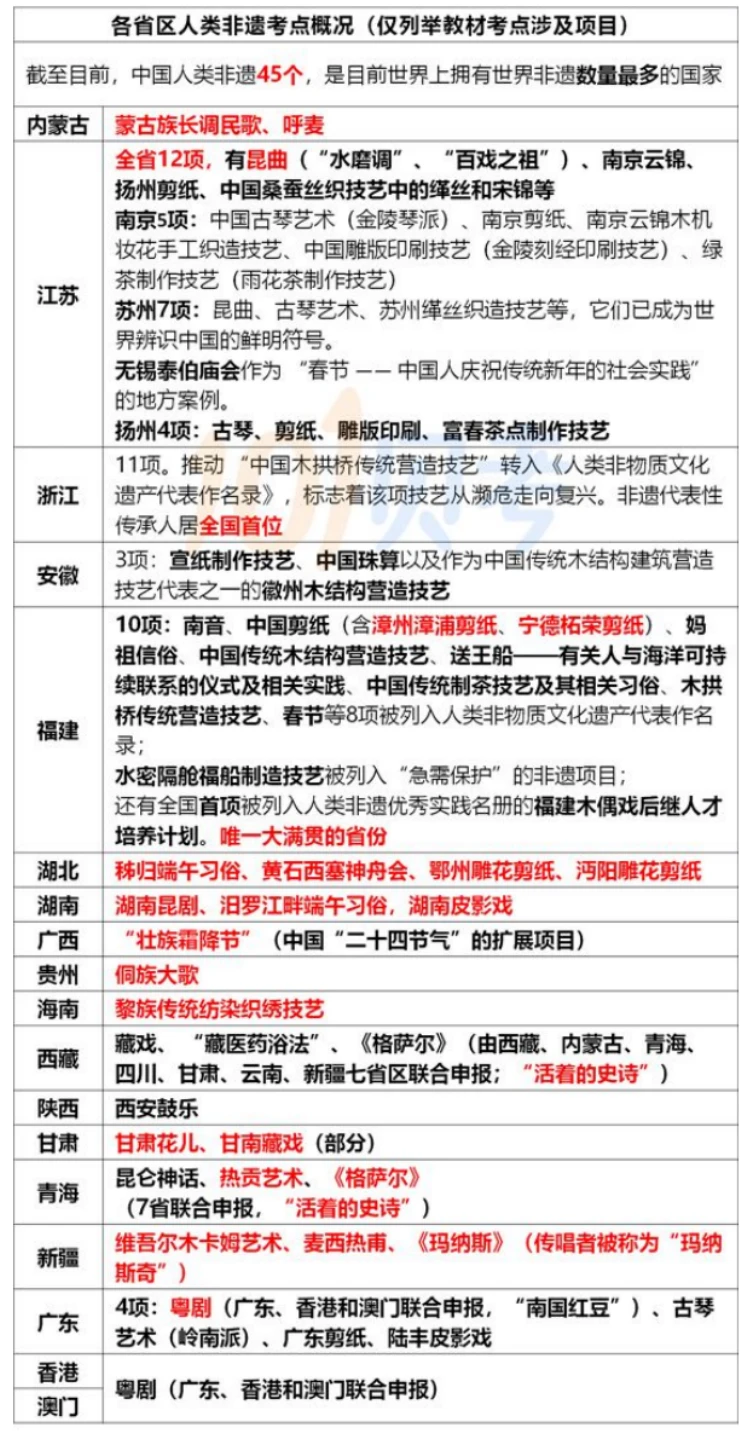 各省区人类非遗考点概况（仅列举教材考点涉及项目）
截至目前，中国人类非遗45个，是目前世界上拥有世界非遗数量最多的国家
内蒙古
蒙古族长调民歌、呼麦
江苏
全省12项，有昆曲（“水磨调”、“百戏之祖”）、南京云锦、
扬州剪纸、中国桑蚕丝织技艺中的缂丝和宋锦等
南京5项：中国古琴艺术（金陵琴派）、南京剪纸、南京云锦木机
妆花手工织造技艺、中国雕版印刷技艺（金陵刻经印刷技艺）、绿
茶制作技艺（雨花茶制作技艺）
苏州7项：昆曲、古琴艺术、苏州缂丝织造技艺等，它们已成为世
界辨识中国的鲜明符号。
无锡泰伯庙会作为 “春节 —— 中国人庆祝传统新年的社会实践”
的地方案例。
扬州4项：古琴、剪纸、雕版印刷、富春茶点制作技艺
浙江
11项。推动 “中国木拱桥传统营造技艺” 转入《人类非物质文化
遗产代表作名录》，标志着该项技艺从濒危走向复兴。非遗代表性
传承人居全国首位
安徽
3项：宣纸制作技艺、中国珠算以及作为中国传统木结构建筑营造
技艺代表之一的徽州木结构营造技艺
福建
10项：南音、中国剪纸（含漳州漳浦剪纸、宁德柘荣剪纸）、妈
祖信俗、中国传统木结构营造技艺、送王船——有关人与海洋可持
续联系的仪式及相关实践、中国传统制茶技艺及其相关习俗、木拱
桥传统营造技艺、春节等8项被列入人类非物质文化遗产代表作名
录；
水密隔舱福船制造技艺被列入“急需保护”的非遗项目；
还有全国首项被列入人类非遗优秀实践名册的福建木偶戏后继人才
培养计划。唯一大满贯的省份
湖北
秭归端午习俗、黄石西塞神舟会、鄂州雕花剪纸、沔阳雕花剪纸
湖南
湖南昆剧、汨罗江畔端午习俗，湖南皮影戏
广西
“壮族霜降节”（中国“二十四节气”的扩展项目）
贵州
侗族大歌
海南
黎族传统纺染织绣技艺
西藏
藏戏、 “藏医药浴法”、《格萨尔》（由西藏、内蒙古、青海、
四川、甘肃、云南、新疆七省区联合申报；“活着的史诗”）
陕西
西安鼓乐
甘肃
甘肃花儿、甘南藏戏（部分）
青海
昆仑神话、热贡艺术、《格萨尔》
（7省联合申报，“活着的史诗”）
新疆
维吾尔木卡姆艺术、麦西热甫、《玛纳斯》（传唱者被称为“玛纳
斯奇”）
广东
4项：粤剧（广东、香港和澳门联合申报，“南国红豆”）、古琴
艺术（岭南派）、广东剪纸、陆丰皮影戏
香港
澳门
粤剧（广东、香港和澳门联合申报）